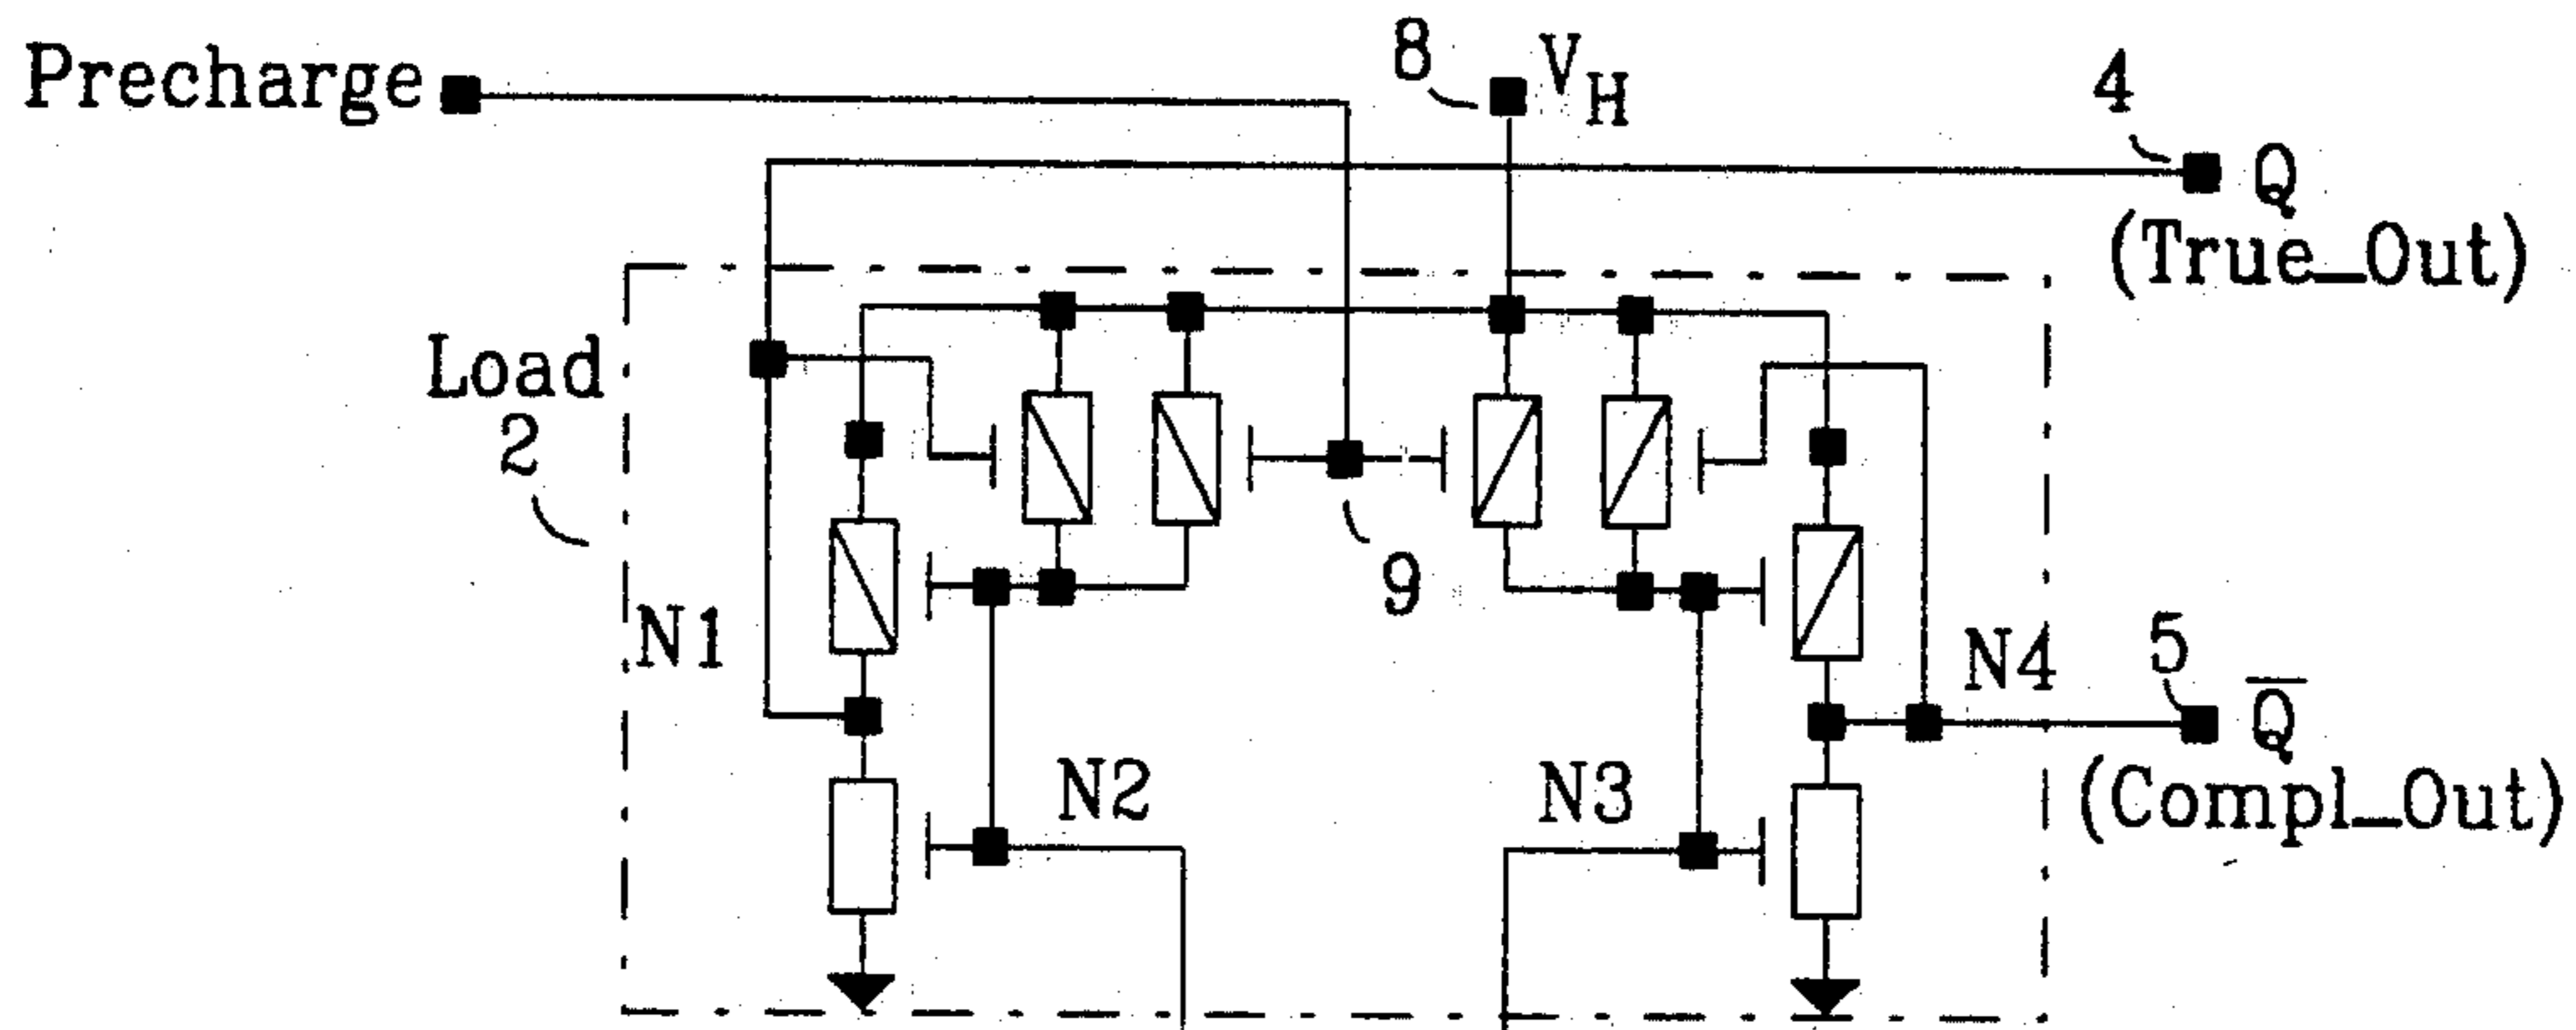 Precharge
8
V_H
4
Q
(True_Out)
Load
2
9
N1
N4
5
Q̅
(Compl_Out)
N2
N3